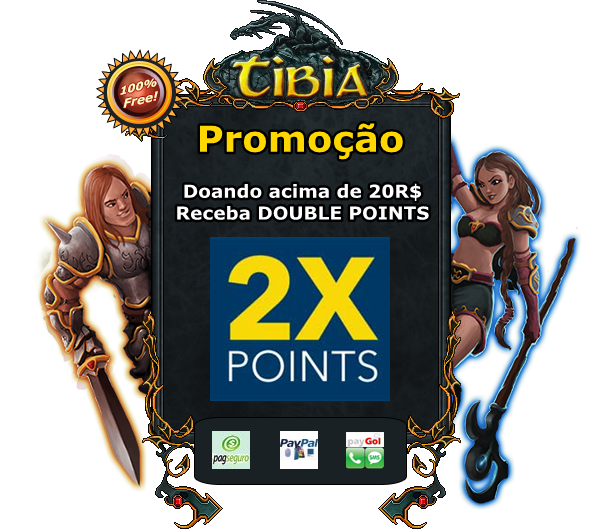 TIBIA
100%
Free!
Promoção
Doando acima de 20R$
Receba DOUBLE POINTS
2X
POINTS
pagseguro
PayPal
payGol
SMS